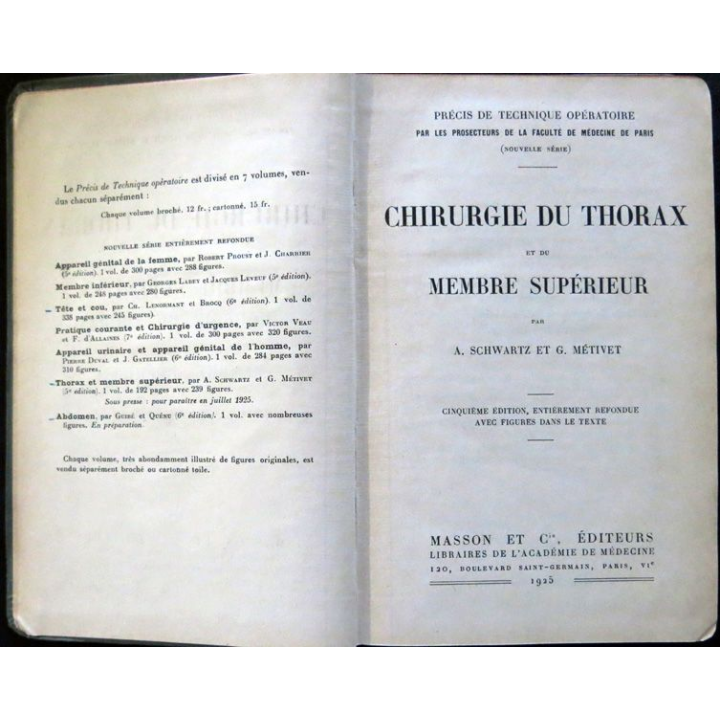 Le Précis de Technique opératoire est divisé en 7 volumes, ven-
dus chacun séparément :
Chaque volume broché, 12 fr. ; cartonné, 15 fr.
NOUVELLE SÉRIE ENTIÈREMENT REFONDUE
Appareil génital de la femme, par ROBERT PROUST et J. CHARRIER
(5e édition). 1 vol. de 300 pages avec 288 figures.
Membre inférieur, par GEORGES LABEY et JACQUES LEVEUF (5e édition).
1 vol. de 246 pages avec 280 figures.
Tête et cou, par CH. LENORMANT et BROCQ (6e édition). 1 vol. de
338 pages avec 245 figures).
Pratique courante et Chirurgie d'urgence, par VICTOR VEAU
et F. D'ALLAINES (7e édition). 1 vol. de 300 pages avec 320 figures.
Appareil urinaire et appareil génital de l'homme, par
PIERRE DUVAL et J. GATELLIER (6e édition). 1 vol. de 284 pages avec
310 figures.
Thorax et membre supérieur, par A. SCHWARTZ et G. MÉTIVET
(5e édition). 1 vol. de 192 pages avec 239 figures.
Sous presse : pour paraître en juillet 1925.
Abdomen, par GUIBÉ et QUÉNU (6e édition). 1 vol. avec nombreuses
figures. En préparation.
Chaque volume, très abondamment illustré de figures originales, est
vendu séparément broché ou cartonné toile.
PRÉCIS DE TECHNIQUE OPÉRATOIRE
PAR LES PROSECTEURS DE LA FACULTÉ DE MÉDECINE DE PARIS
(NOUVELLE SÉRIE)
CHIRURGIE DU THORAX
ET DU
MEMBRE SUPÉRIEUR
PAR
A. SCHWARTZ ET G. MÉTIVET
CINQUIÈME ÉDITION, ENTIÈREMENT REFONDUE
AVEC FIGURES DANS LE TEXTE
MASSON ET Cie, ÉDITEURS
LIBRAIRES DE L'ACADÉMIE DE MÉDECINE
120, BOULEVARD SAINT-GERMAIN, PARIS, VIe
1925